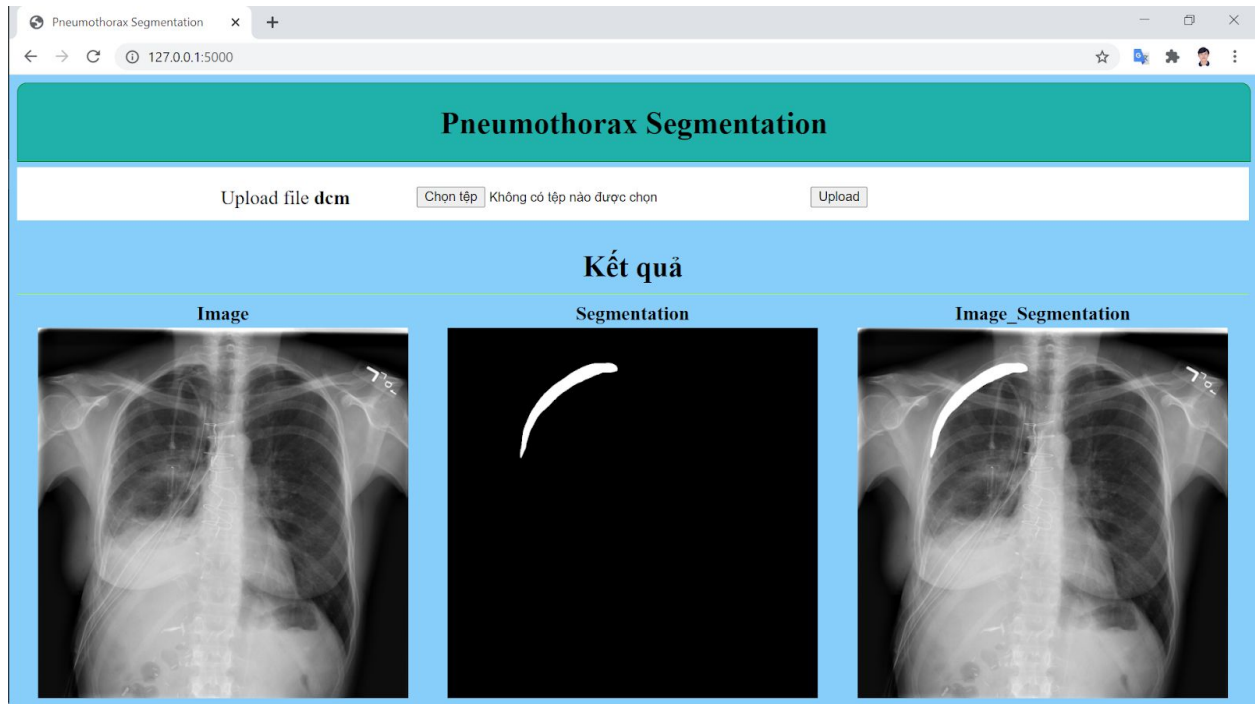 Pneumothorax Segmentation
127.0.0.1:5000
Pneumothorax Segmentation
Upload file dcm Chọn tệp Không có tệp nào được chọn Upload
Kết quả
Image Segmentation Image_Segmentation